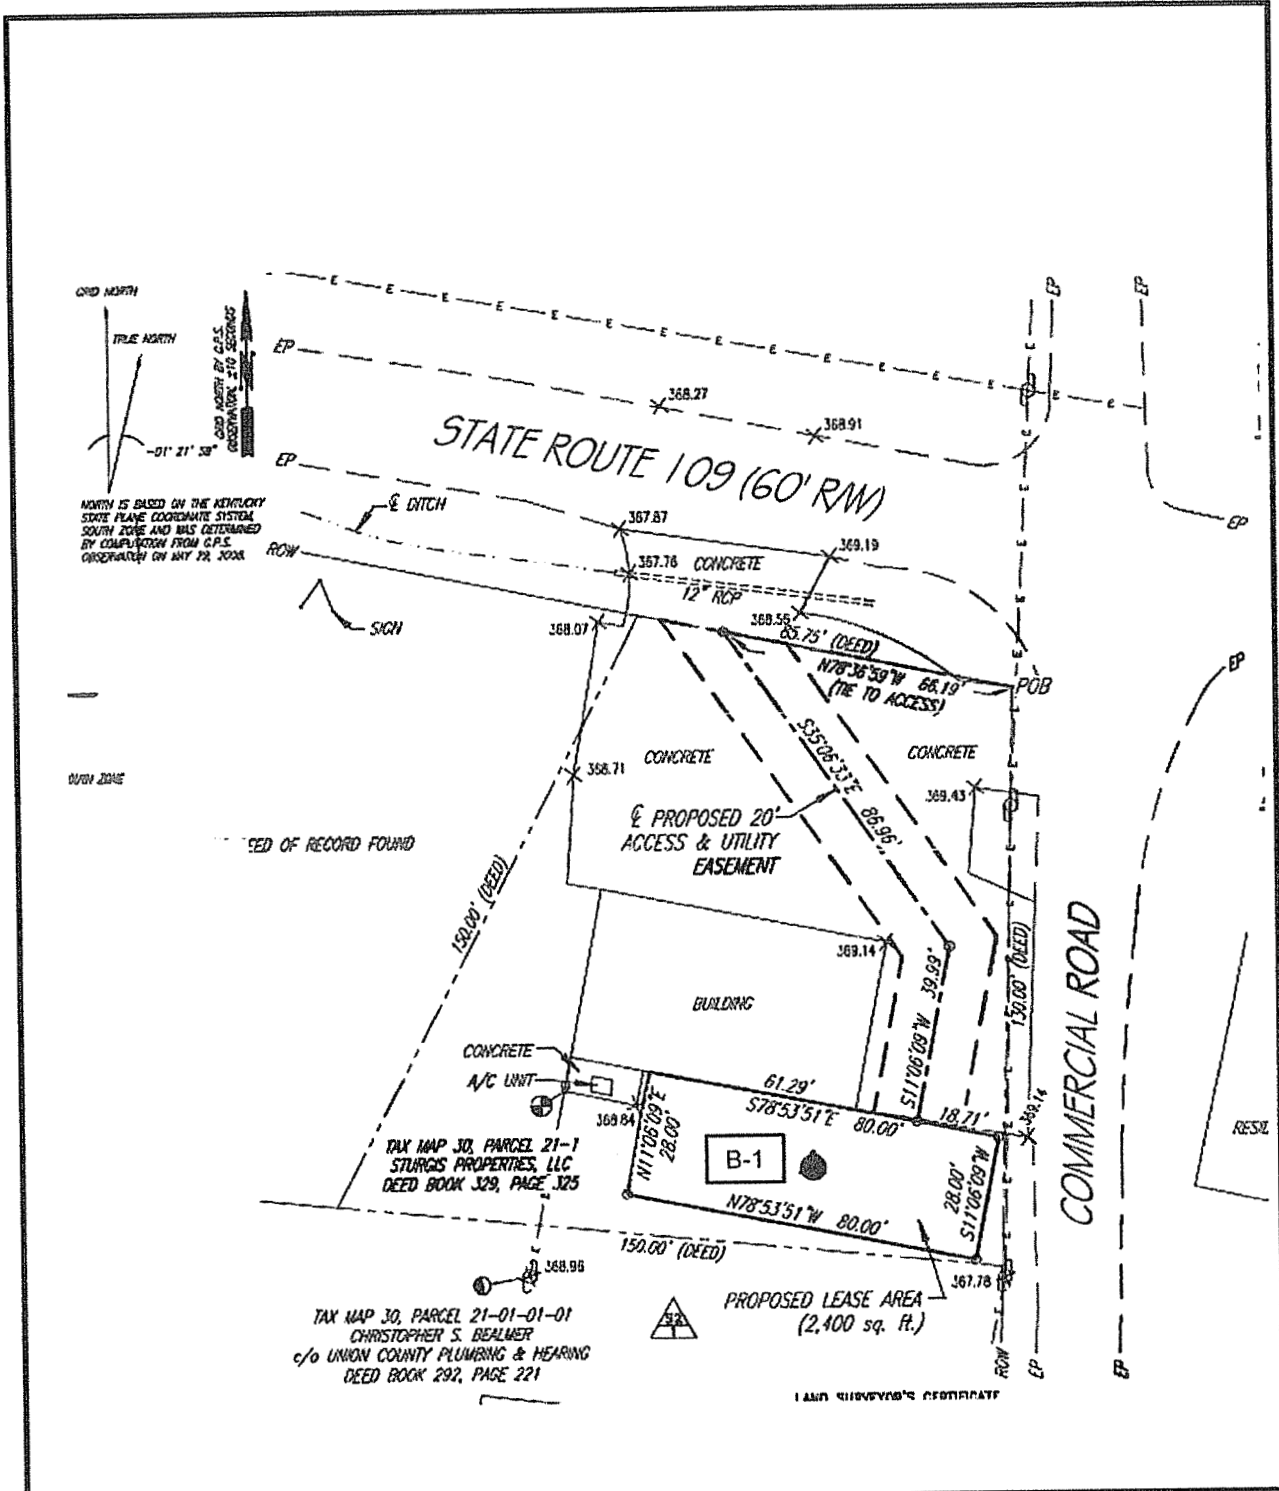 GRID NORTH
TRUE NORTH
GRID NORTH BY G.P.S.
OBSERVATION, ±10 SECONDS
-01° 21' 38"
NORTH IS BASED ON THE KENTUCKY
STATE PLANE COORDINATE SYSTEM,
SOUTH ZONE AND WAS DETERMINED
BY COMPUTATION FROM G.P.S.
OBSERVATION ON MAY 29, 2008.
E E E E E E E E E E E E E E
EP
EP
EP
368.27
368.91
STATE ROUTE 109 (60' R/W)
EP
EP
℄ DITCH
367.87
369.19
ROW
367.76
CONCRETE
12" RCP
SIGN
368.07
368.56
85.75' (DEED)
N78°36'59"W 66.19'
(TIE TO ACCESS)
POB
EP
CONCRETE
CONCRETE
S35°06'33"E 86.96'
368.71
369.43
℄ PROPOSED 20'
ACCESS & UTILITY
EASEMENT
EED OF RECORD FOUND
150.00' (DEED)
369.14
S11°06'09"W 39.99'
130.00' (DEED)
COMMERCIAL ROAD
BUILDING
CONCRETE
A/C UNIT
61.29'
S78°53'51"E 80.00'
18.71'
369.14
368.84
N11°06'09"E
28.00'
B-1
28.00'
S11°06'09"W
TAX MAP 30, PARCEL 21-1
STURGIS PROPERTIES, LLC
DEED BOOK 329, PAGE 325
N78°53'51"W 80.00'
150.00' (DEED)
368.96
367.78
PROPOSED LEASE AREA
(2,400 sq. ft.)
TAX MAP 30, PARCEL 21-01-01-01
CHRISTOPHER S. BEALMER
c/o UNION COUNTY PLUMBING & HEARING
DEED BOOK 292, PAGE 221
ROW
EP
EP
LAND SURVEYOR'S CERTIFICATE